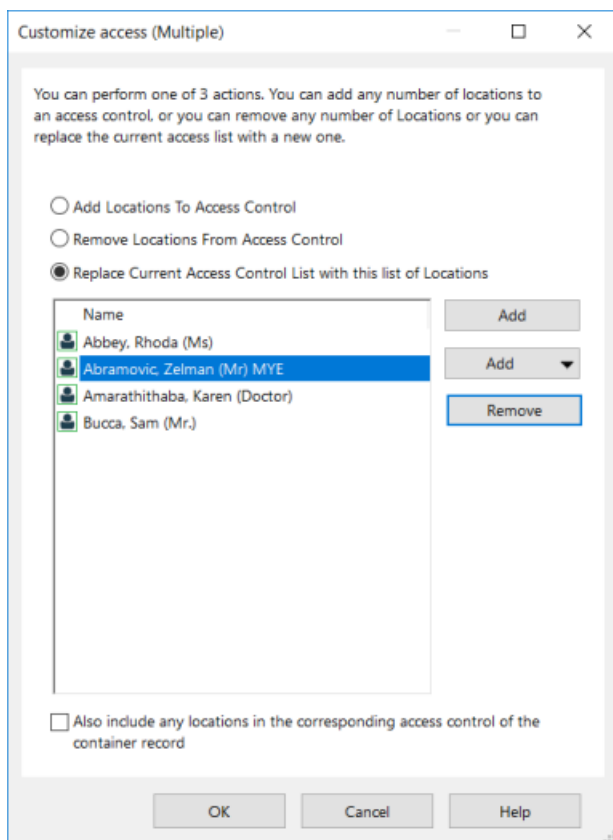 Customize access (Multiple)
You can perform one of 3 actions. You can add any number of locations to
an access control, or you can remove any number of Locations or you can
replace the current access list with a new one.
Add Locations To Access Control
Remove Locations From Access Control
Replace Current Access Control List with this list of Locations
Name
Add
Abbey, Rhoda (Ms)
Abramovic, Zelman (Mr) MYE
Add
Amarathithaba, Karen (Doctor)
Remove
Bucca, Sam (Mr.)
Also include any locations in the corresponding access control of the
container record
OK
Cancel
Help